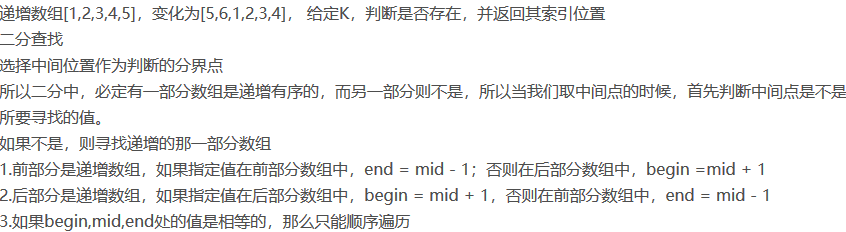 递增数组[1,2,3,4,5]，变化为[5,6,1,2,3,4]， 给定K，判断是否存在，并返回其索引位置
二分查找
选择中间位置作为判断的分界点
所以二分中，必定有一部分数组是递增有序的，而另一部分则不是，所以当我们取中间点的时候，首先判断中间点是不是
所要寻找的值。
如果不是，则寻找递增的那一部分数组
1.前部分是递增数组，如果指定值在前部分数组中，end = mid - 1；否则在后部分数组中，begin =mid + 1
2.后部分是递增数组，如果指定值在后部分数组中，begin = mid + 1，否则在前部分数组中，end = mid - 1
3.如果begin,mid,end处的值是相等的，那么只能顺序遍历